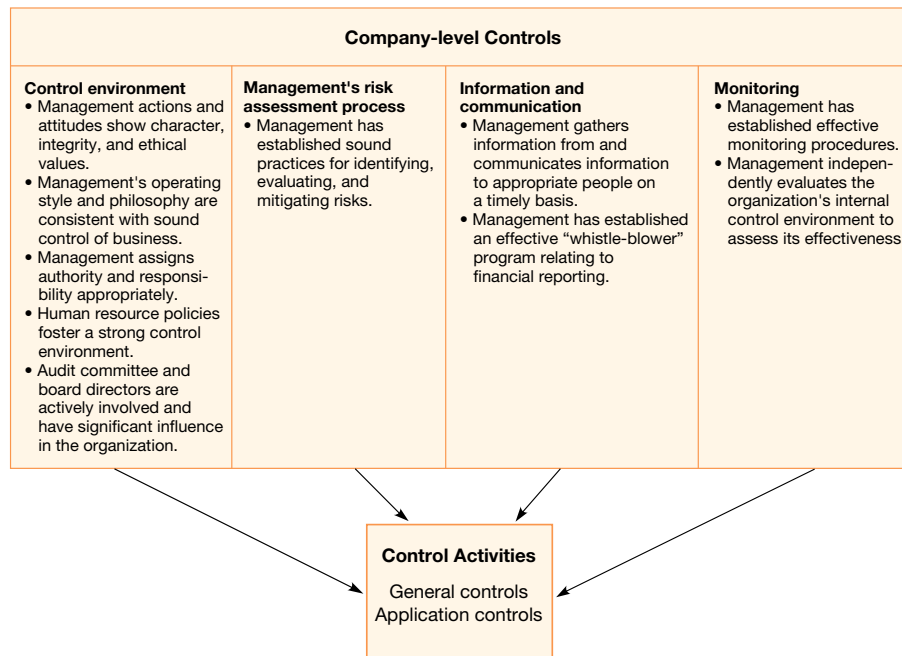 Company-level Controls
Control environment
• Management actions and
attitudes show character,
integrity, and ethical
values.
• Management's operating
style and philosophy are
consistent with sound
control of business.
• Management assigns
authority and responsi-
bility appropriately.
• Human resource policies
foster a strong control
environment.
• Audit committee and
board directors are
actively involved and
have significant influence
in the organization.
Management's risk
assessment process
• Management has
established sound
practices for identifying,
evaluating, and
mitigating risks.
Information and
communication
• Management gathers
information from and
communicates information
to appropriate people on
a timely basis.
• Management has established
an effective “whistle-blower”
program relating to
financial reporting.
Monitoring
• Management has
established effective
monitoring procedures.
• Management indepen-
dently evaluates the
organization's internal
control environment to
assess its effectiveness
Control Activities
General controls
Application controls